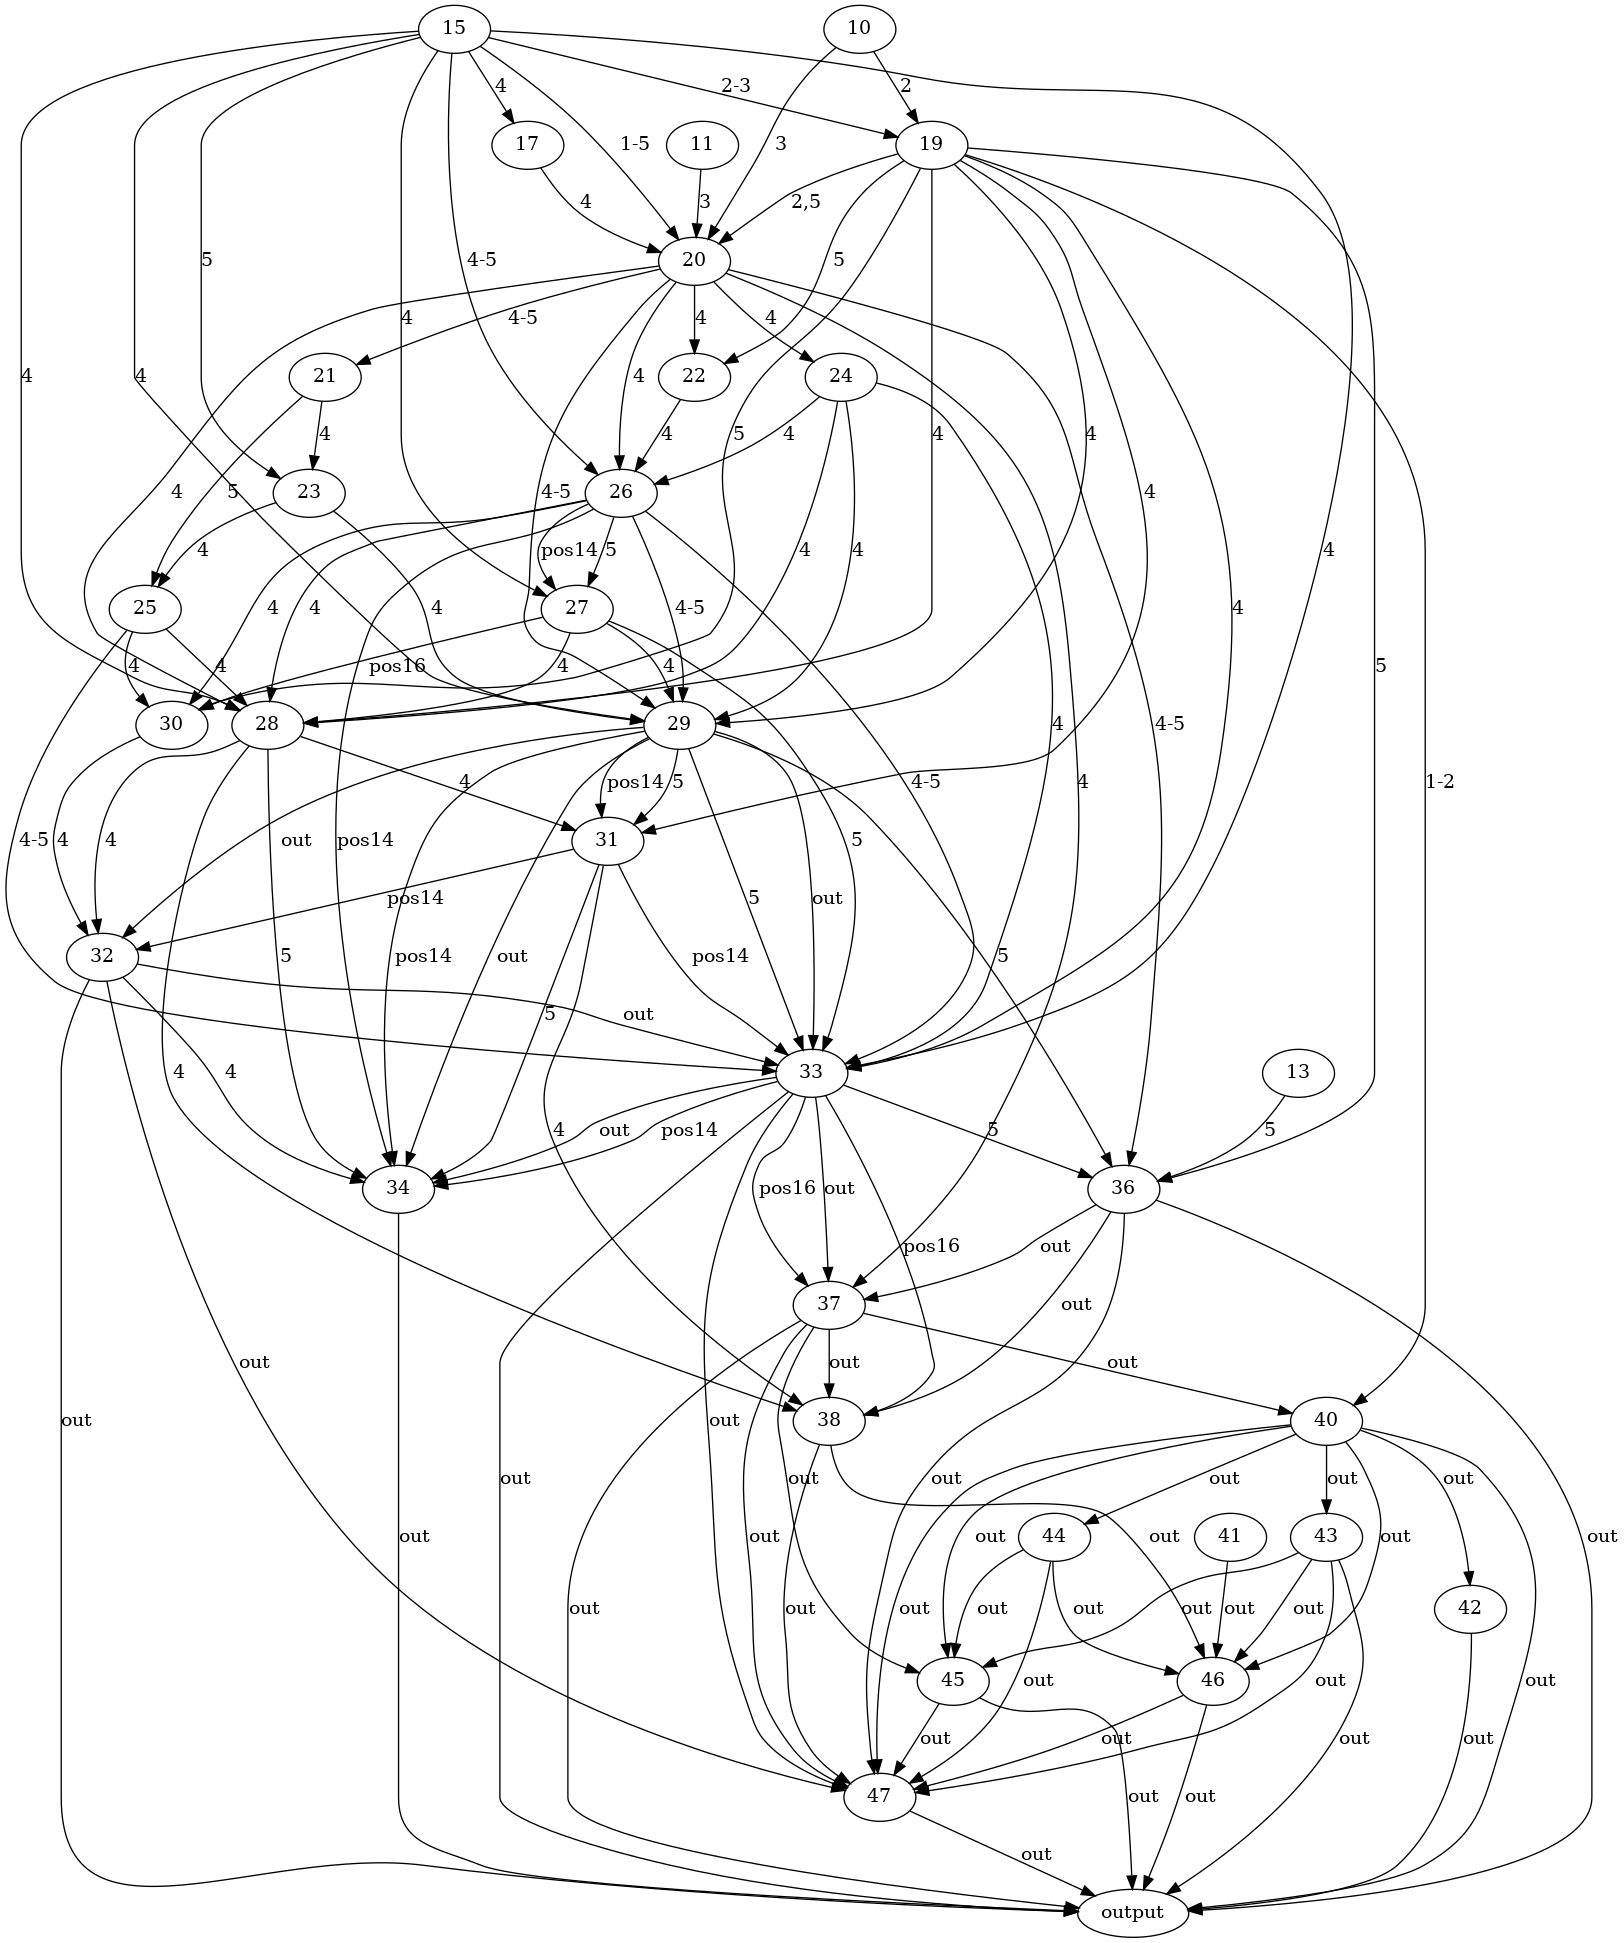 15 10
4 2-3 2
17 11 19
1-5 3
4 3 2,5
5 4-5 20 5
4 4 4 4-5 4 4
21 22 24
4 4 4 5 4 4
5 23 4 4-5 26 4 4
4 pos14 5
25 4 4 4 27 4-5 4 4
4 4 pos16 4 4 5
30 28 29 4 4-5
4 pos14 5 4-5 4 1-2
4-5 4 4 out pos14 31 5
pos14 5 out
32 5 pos14 out pos14 5
out 5
4 4 33 13
out pos14 4 5 5
34 36
pos16 out pos16 out
37 out
out out out
38 40
out out out out out out out
out out 44 41 43 out out out
out out out out out out out out 42
45 46
out out out out
out out out out out
47 out out
out
output